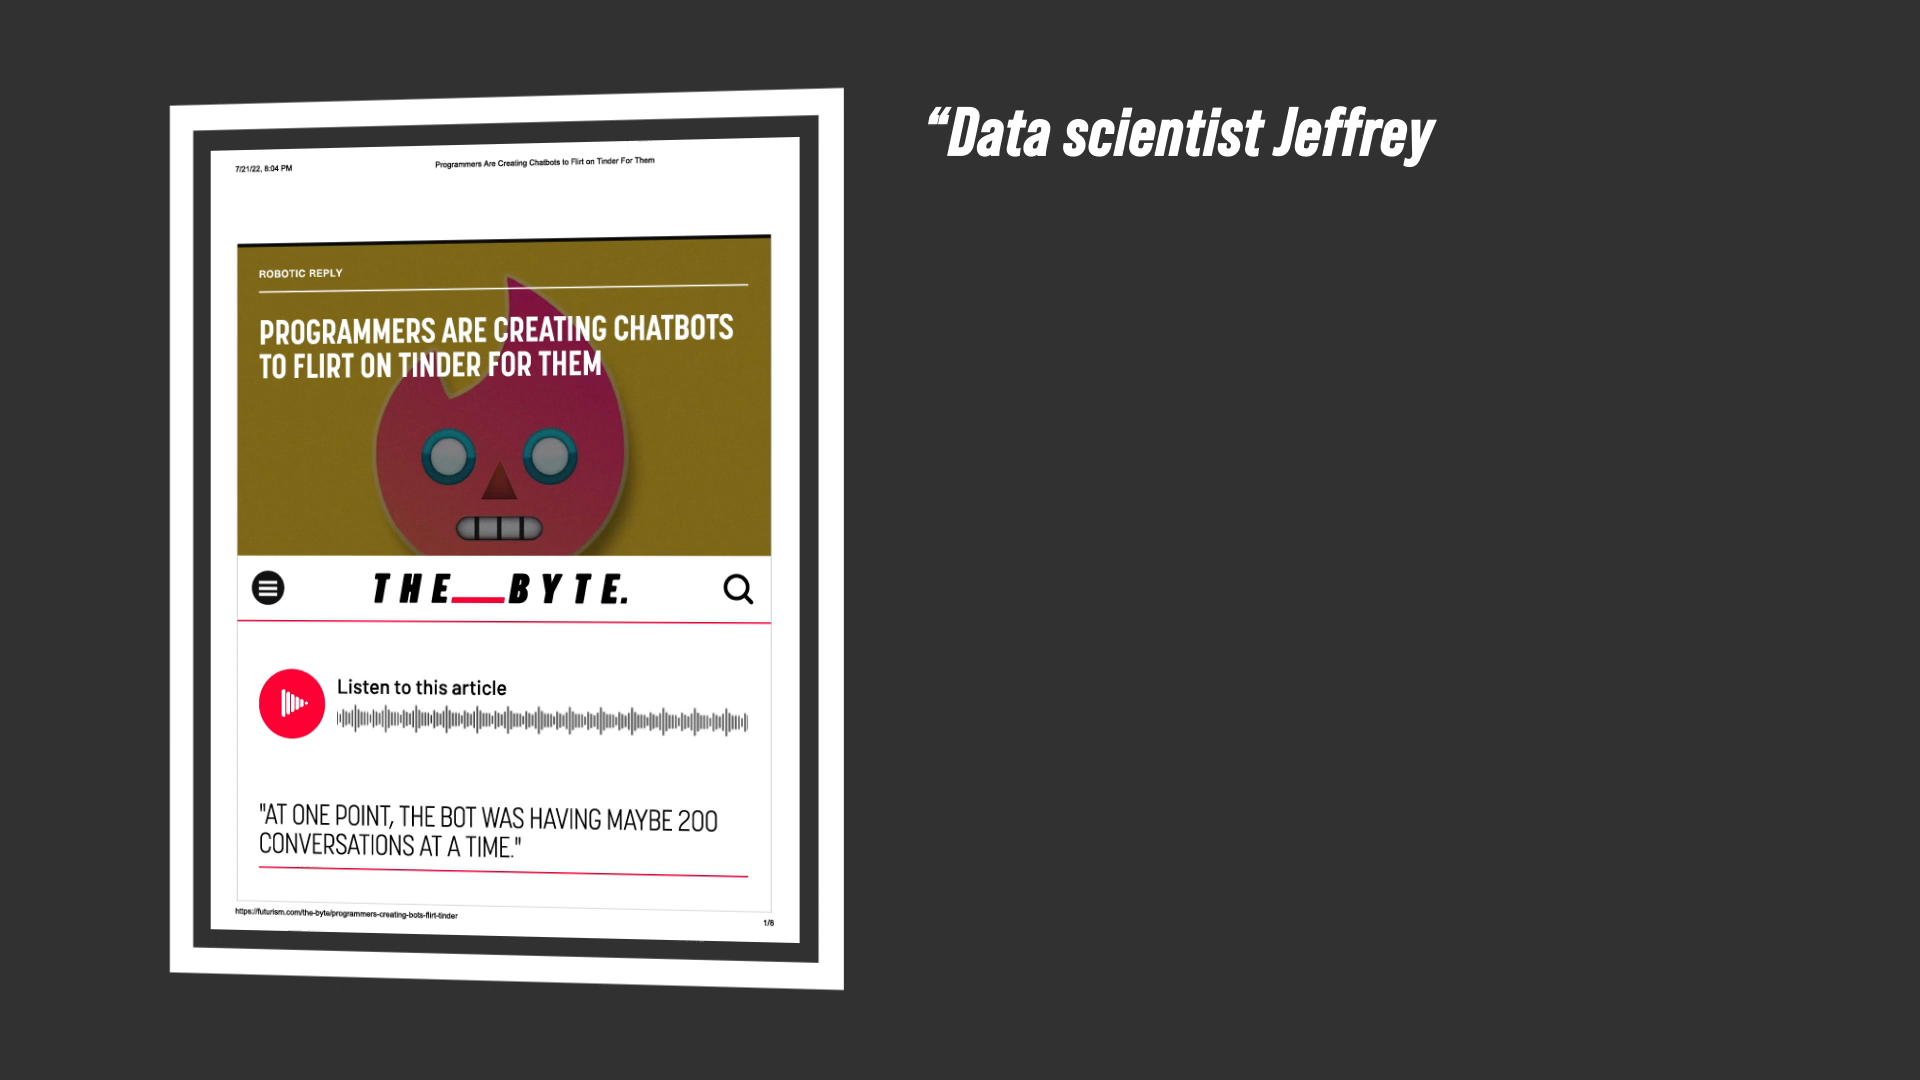 7/21/22, 8:04 PM
Programmers Are Creating Chatbots to Flirt on Tinder For Them
ROBOTIC REPLY
PROGRAMMERS ARE CREATING CHATBOTS
TO FLIRT ON TINDER FOR THEM
THE__BYTE.
Listen to this article
"AT ONE POINT, THE BOT WAS HAVING MAYBE 200
CONVERSATIONS AT A TIME."
https://futurism.com/the-byte/programmers-creating-bots-flirt-tinder
1/8
“Data scientist Jeffrey